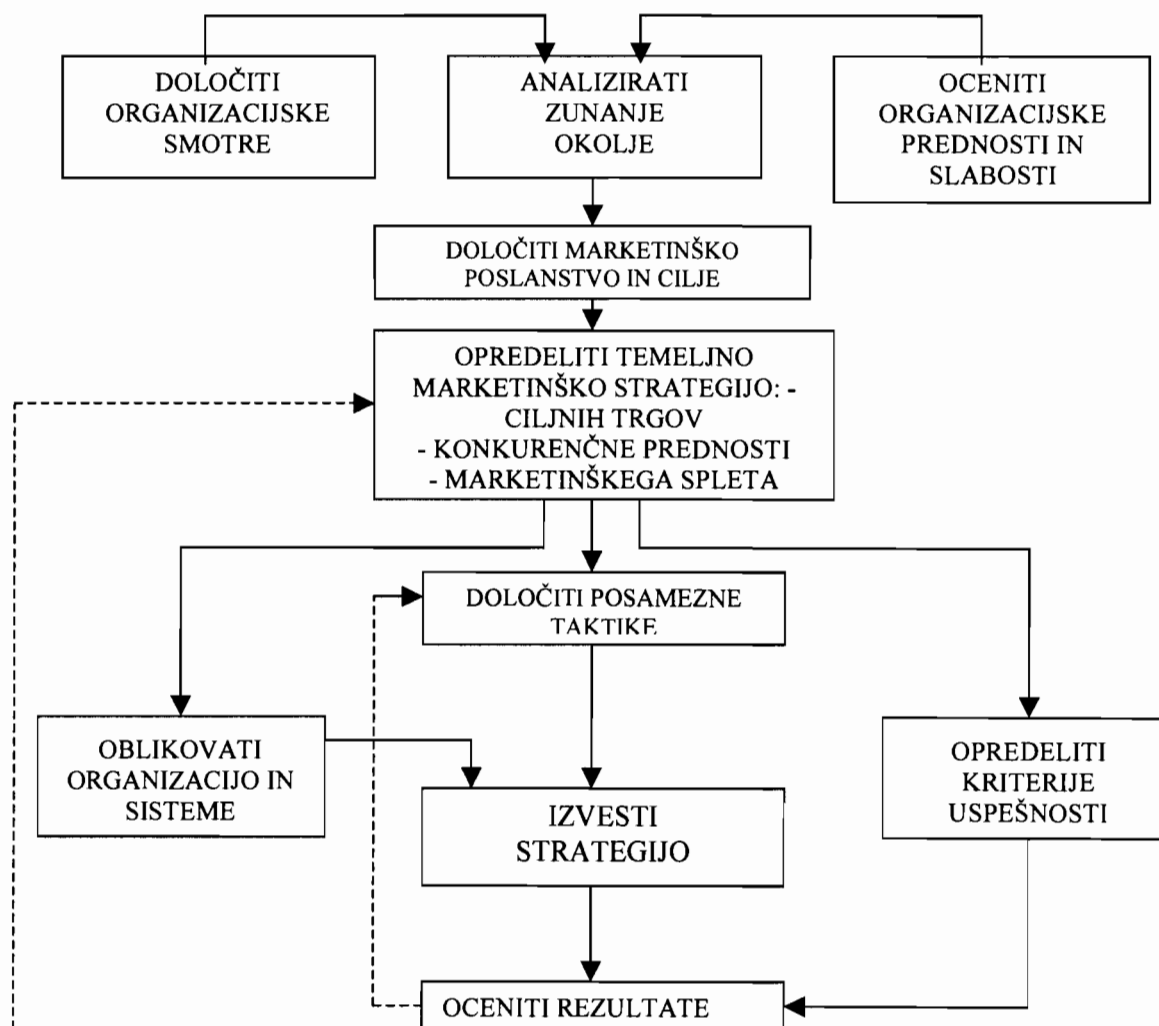 DOLOČITI
ORGANIZACIJSKE
SMOTRE
ANALIZIRATI
ZUNANJE
OKOLJE
OCENITI
ORGANIZACIJSKE
PREDNOSTI IN
SLABOSTI
DOLOČITI MARKETINŠKO
POSLANSTVO IN CILJE
OPREDELITI TEMELJNO
MARKETINŠKO STRATEGIJO: -
CILJNIH TRGOV
- KONKURENČNE PREDNOSTI
- MARKETINŠKEGA SPLETA
DOLOČITI POSAMEZNE
TAKTIKE
OBLIKOVATI
ORGANIZACIJO IN
SISTEME
IZVESTI
STRATEGIJO
OPREDELITI
KRITERIJE
USPEŠNOSTI
OCENITI REZULTATE